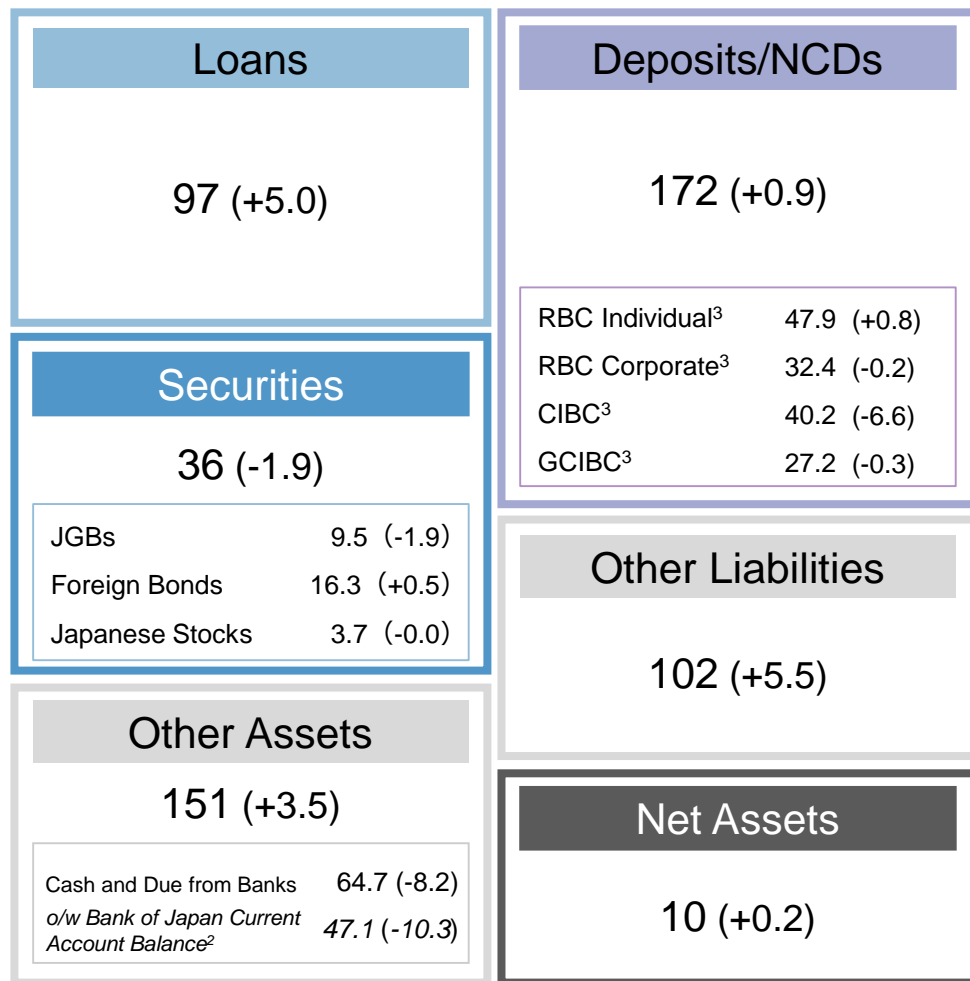 Loans
97 (+5.0)
Securities
36 (-1.9)
JGBs 9.5 (-1.9)
Foreign Bonds 16.3 (+0.5)
Japanese Stocks 3.7 (-0.0)
Other Assets
151 (+3.5)
Cash and Due from Banks 64.7 (-8.2)
o/w Bank of Japan Current
Account Balance² 47.1 (-10.3)
Deposits/NCDs
172 (+0.9)
RBC Individual³ 47.9 (+0.8)
RBC Corporate³ 32.4 (-0.2)
CIBC³ 40.2 (-6.6)
GCIBC³ 27.2 (-0.3)
Other Liabilities
102 (+5.5)
Net Assets
10 (+0.2)